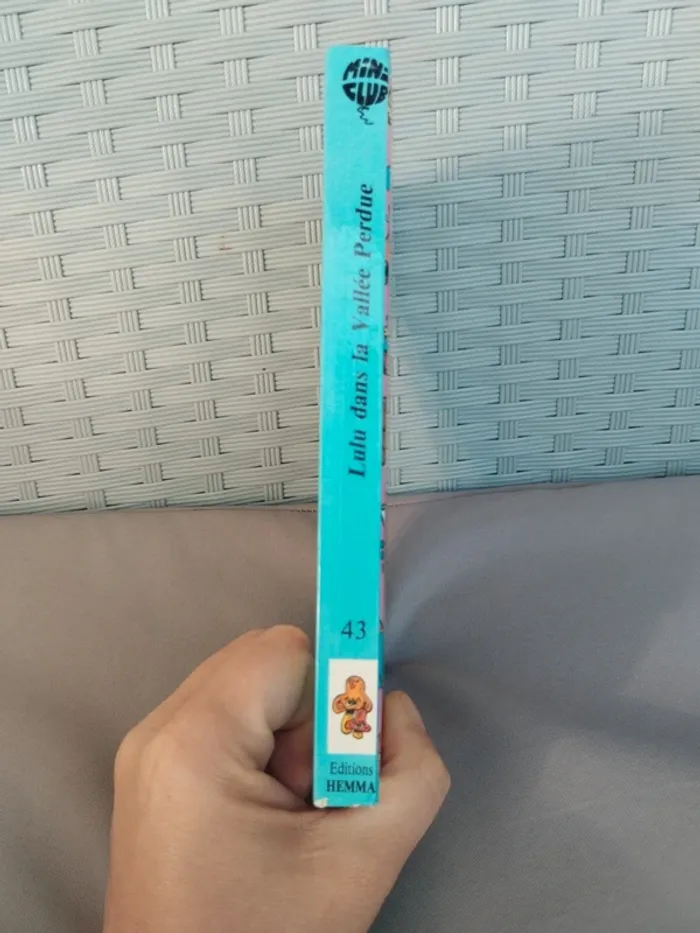 MINI
CLUB
Lulu dans la Vallée Perdue
43
Editions
HEMMA